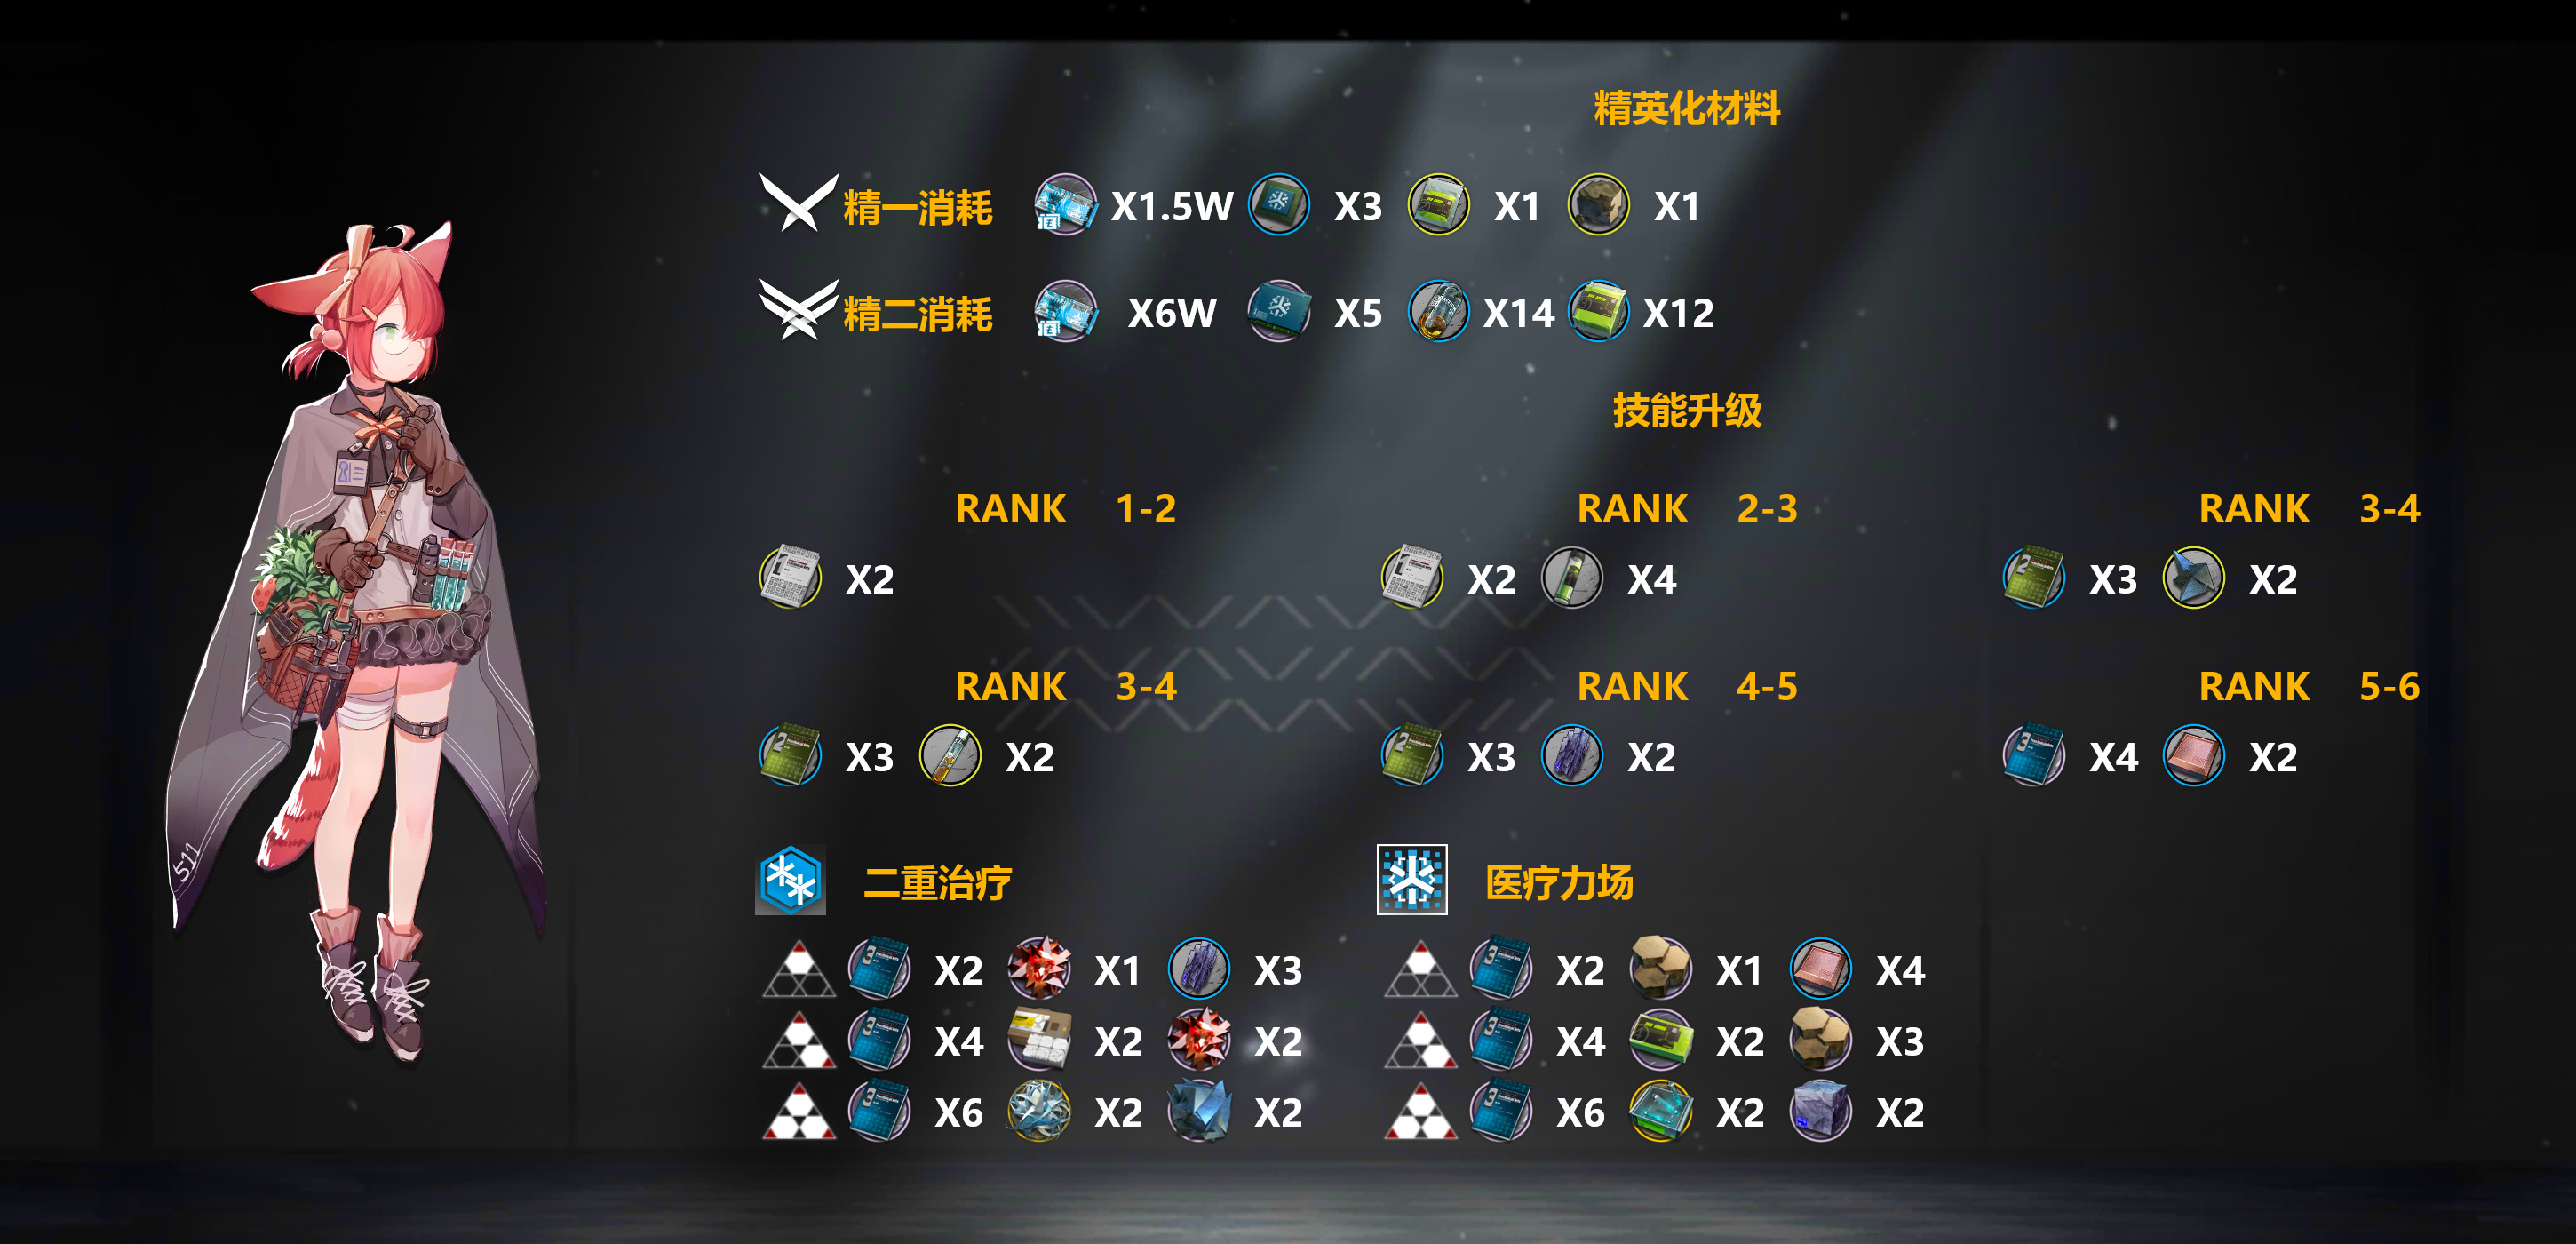 精英化材料
精一消耗 X1.5W X3 X1 X1
精二消耗 X6W X5 X14 X12
技能升级
RANK 1-2 RANK 2-3 RANK 3-4
X2 X2 X4 X3 X2
RANK 3-4 RANK 4-5 RANK 5-6
X3 X2 X3 X2 X4 X2
二重治疗 医疗力场
X2 X1 X3 X2 X1 X4
X4 X2 X2 X4 X2 X3
X6 X2 X2 X6 X2 X2
511